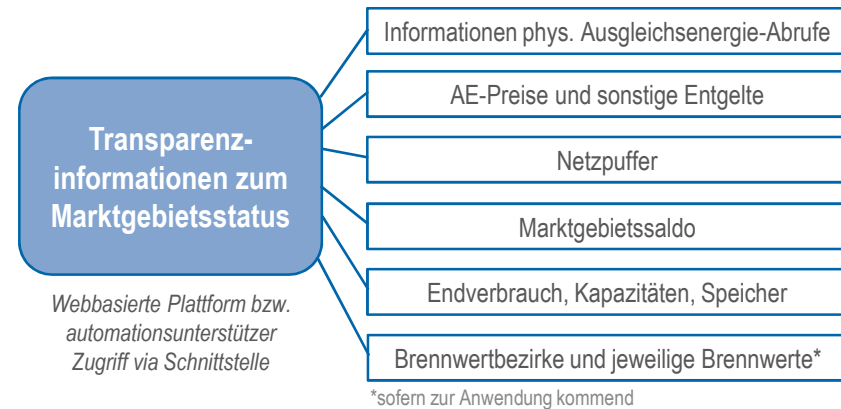 Transparenz-
informationen zum
Marktgebietsstatus
Webbasierte Plattform bzw.
automationsunterstützer
Zugriff via Schnittstelle
Informationen phys. Ausgleichsenergie-Abrufe
AE-Preise und sonstige Entgelte
Netzpuffer
Marktgebietssaldo
Endverbrauch, Kapazitäten, Speicher
Brennwertbezirke und jeweilige Brennwerte*
*sofern zur Anwendung kommend